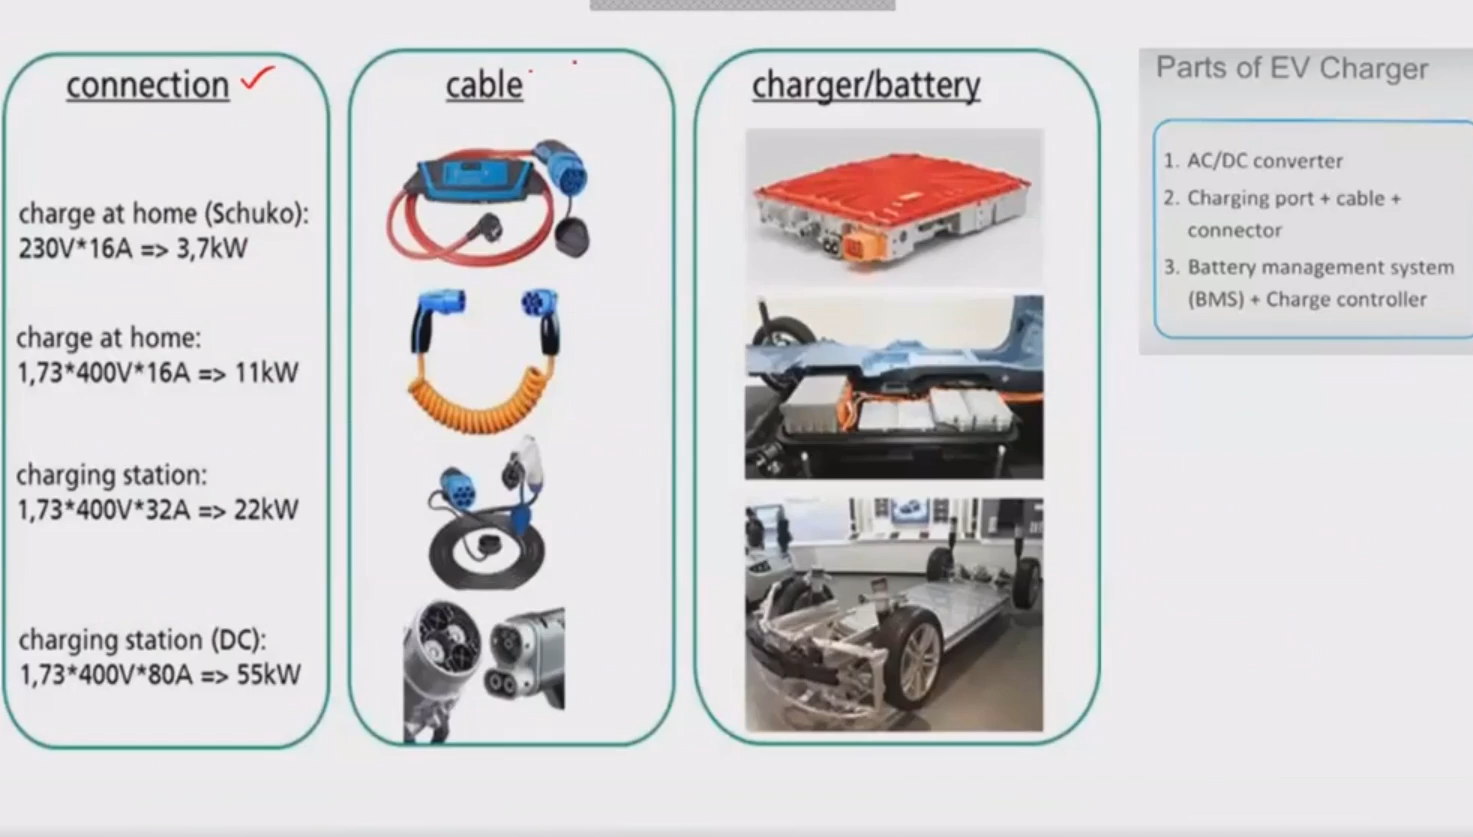 connection
charge at home (Schuko):
230V*16A => 3,7kW
charge at home:
1,73*400V*16A => 11kW
charging station:
1,73*400V*32A => 22kW
charging station (DC):
1,73*400V*80A => 55kW
cable
charger/battery
Parts of EV Charger
1. AC/DC converter
2. Charging port + cable +
connector
3. Battery management system
(BMS) + Charge controller